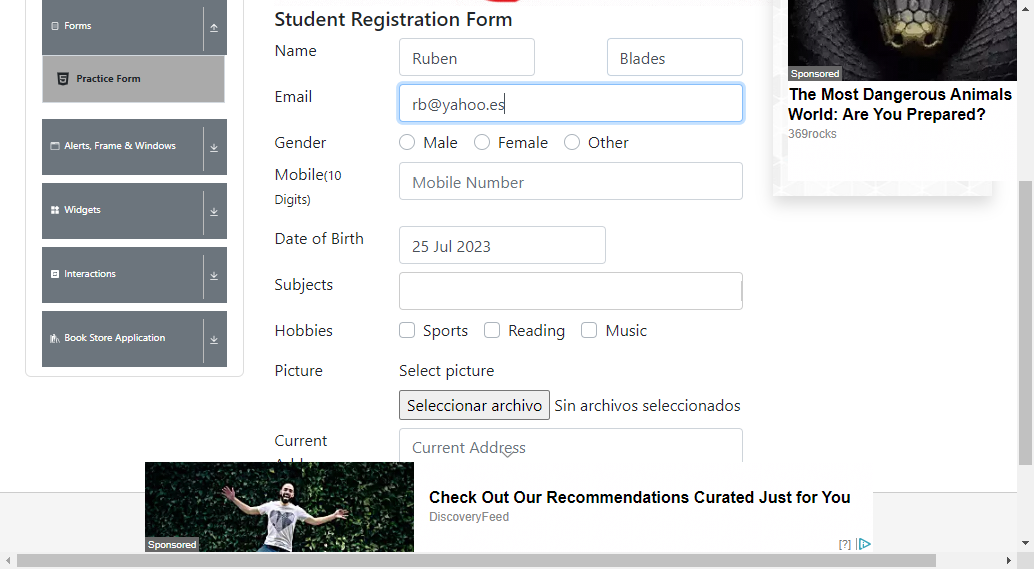 Forms
Practice Form
Alerts, Frame & Windows
Widgets
Interactions
Book Store Application
Student Registration Form
Name
Ruben
Blades
Email
rb@yahoo.es
Gender
Male
Female
Other
Mobile(10
Digits)
Mobile Number
Date of Birth
25 Jul 2023
Subjects
Hobbies
Sports
Reading
Music
Picture
Select picture
Seleccionar archivo
Sin archivos seleccionados
Current
Current Address
Sponsored
The Most Dangerous Animals
World: Are You Prepared?
369rocks
Sponsored
Check Out Our Recommendations Curated Just for You
DiscoveryFeed
[?]